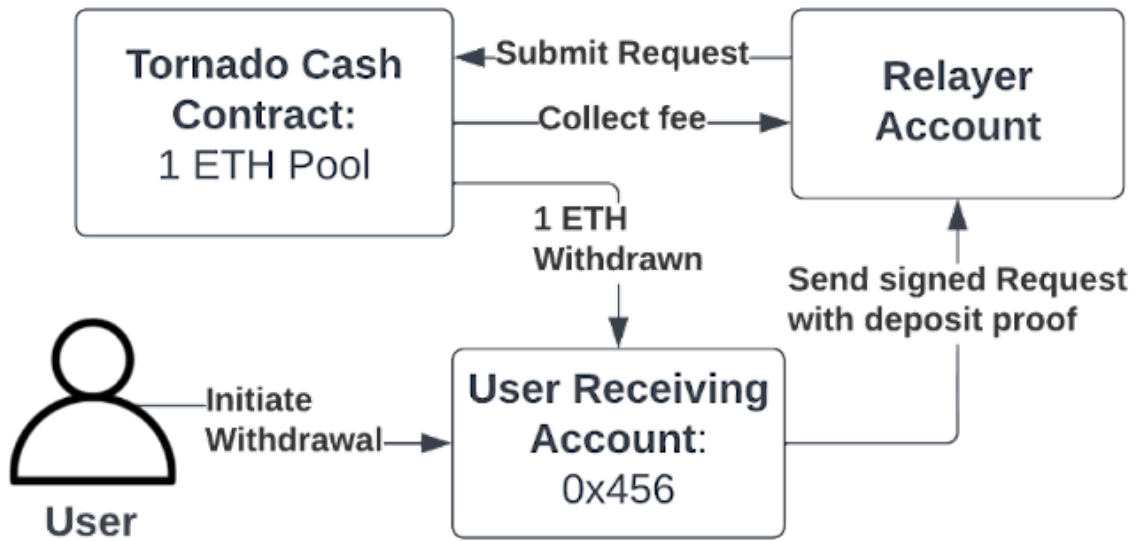 Tornado Cash
Contract:
1 ETH Pool
Submit Request
Collect fee
Relayer
Account
1 ETH
Withdrawn
Send signed Request
with deposit proof
Initiate
Withdrawal
User Receiving
Account:
0x456
User